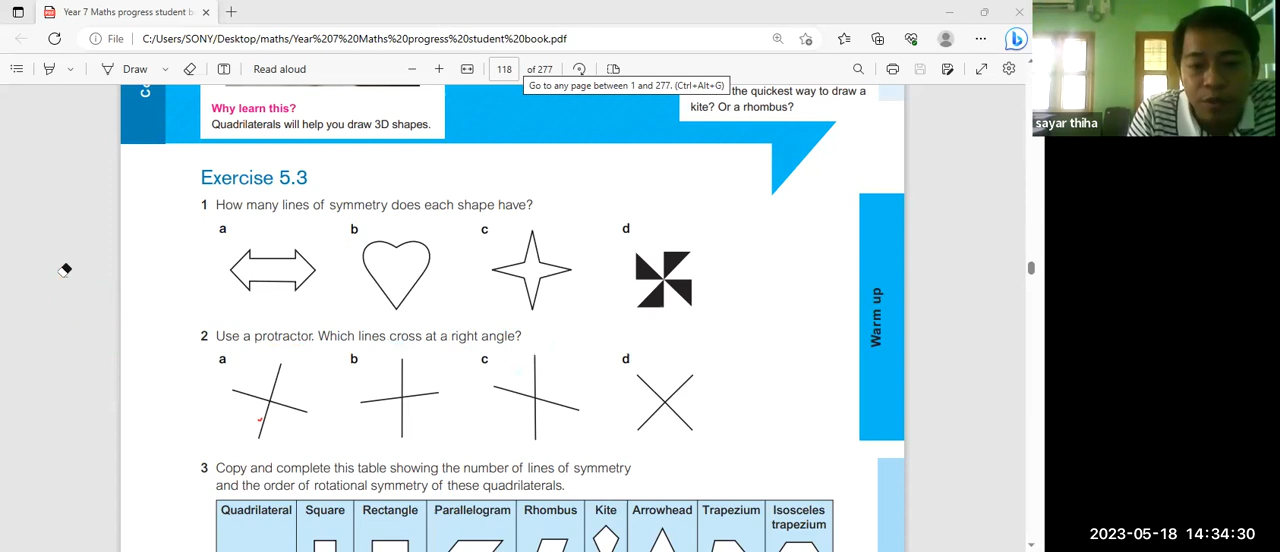 Year 7 Maths progress student b
File
C:/Users/SONY/Desktop/maths/Year%207%20Maths%20progress%20student%20book.pdf
Draw
Read aloud
118
of 277
Go to any page between 1 and 277. (Ctrl+Alt+G)
Why learn this?
Quadrilaterals will help you draw 3D shapes.
the quickest way to draw a
kite? Or a rhombus?
sayar thiha
Exercise 5.3
1 How many lines of symmetry does each shape have?
a b c d
2 Use a protractor. Which lines cross at a right angle?
a b c d
Warm up
3 Copy and complete this table showing the number of lines of symmetry
and the order of rotational symmetry of these quadrilaterals.
Quadrilateral Square Rectangle Parallelogram Rhombus Kite Arrowhead Trapezium Isosceles
trapezium
2023-05-18 14:34:30